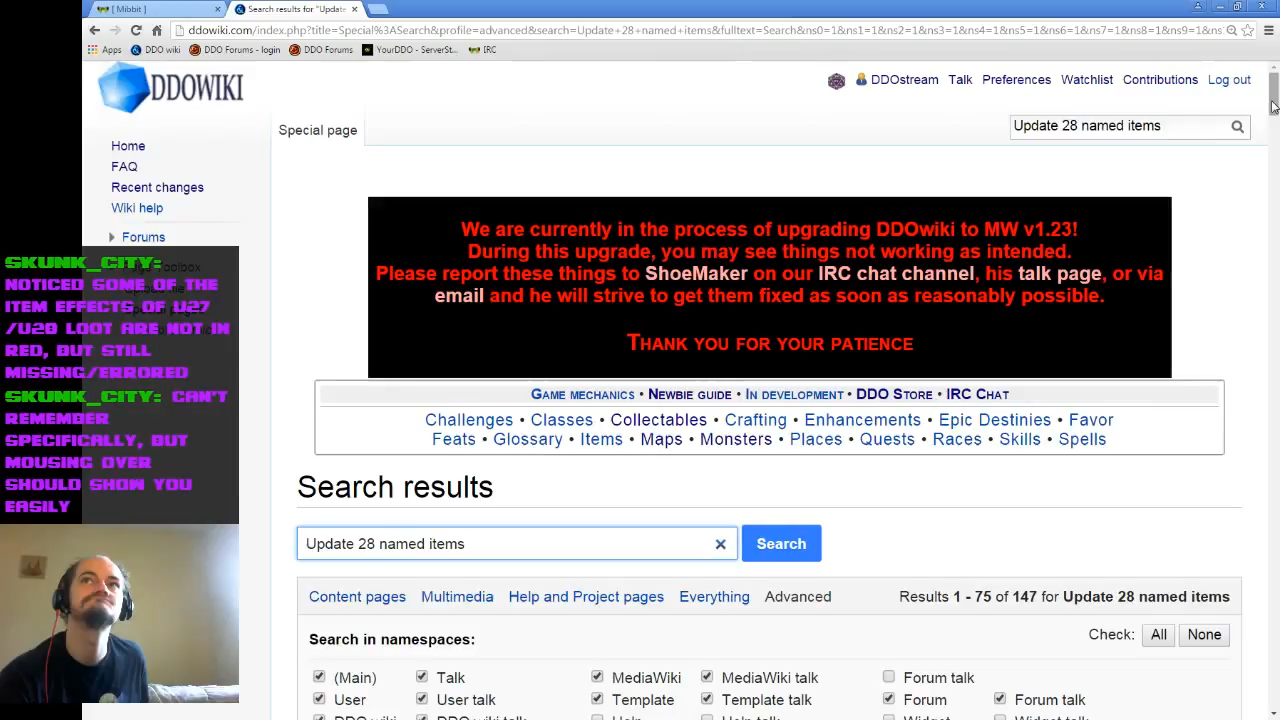 [ Mibbit ]
Search results for "Update
ddowiki.com/index.php?title=Special%3ASearch&profile=advanced&search=Update+28+named+items&fulltext=Search&ns0=1&ns1=1&ns2=1&ns3=1&ns4=1&ns5=1&ns6=1&ns7=1&ns8=1&ns9=1&ns
Apps DDO wiki DDO Forums - login DDO Forums YourDDO - ServerSt... IRC
DDOWIKI
DDOstream Talk Preferences Watchlist Contributions Log out
Special page
Update 28 named items
Home
FAQ
Recent changes
Wiki help
Forums
We are currently in the process of upgrading DDOwiki to MW v1.23!
During this upgrade, you may see things not working as intended.
Please report these things to ShoeMaker on our IRC chat channel, his talk page, or via
email and he will strive to get them fixed as soon as reasonably possible.
Thank you for your patience
Game mechanics • Newbie guide • In development • DDO Store • IRC Chat
Challenges • Classes • Collectables • Crafting • Enhancements • Epic Destinies • Favor
Feats • Glossary • Items • Maps • Monsters • Places • Quests • Races • Skills • Spells
SKUNK_CITY:
NOTICED SOME OF THE
ITEM EFFECTS OF U27
/U28 LOOT ARE NOT IN
RED, BUT STILL
MISSING/ERRORED
SKUNK_CITY: CAN'T
REMEMBER
SPECIFICALLY, BUT
MOUSING OVER
SHOULD SHOW YOU
EASILY
Search results
Update 28 named items
Search
Content pages Multimedia Help and Project pages Everything Advanced
Results 1 - 75 of 147 for Update 28 named items
Search in namespaces:
Check: All None
(Main) Talk MediaWiki MediaWiki talk Forum talk
User User talk Template Template talk Forum Forum talk